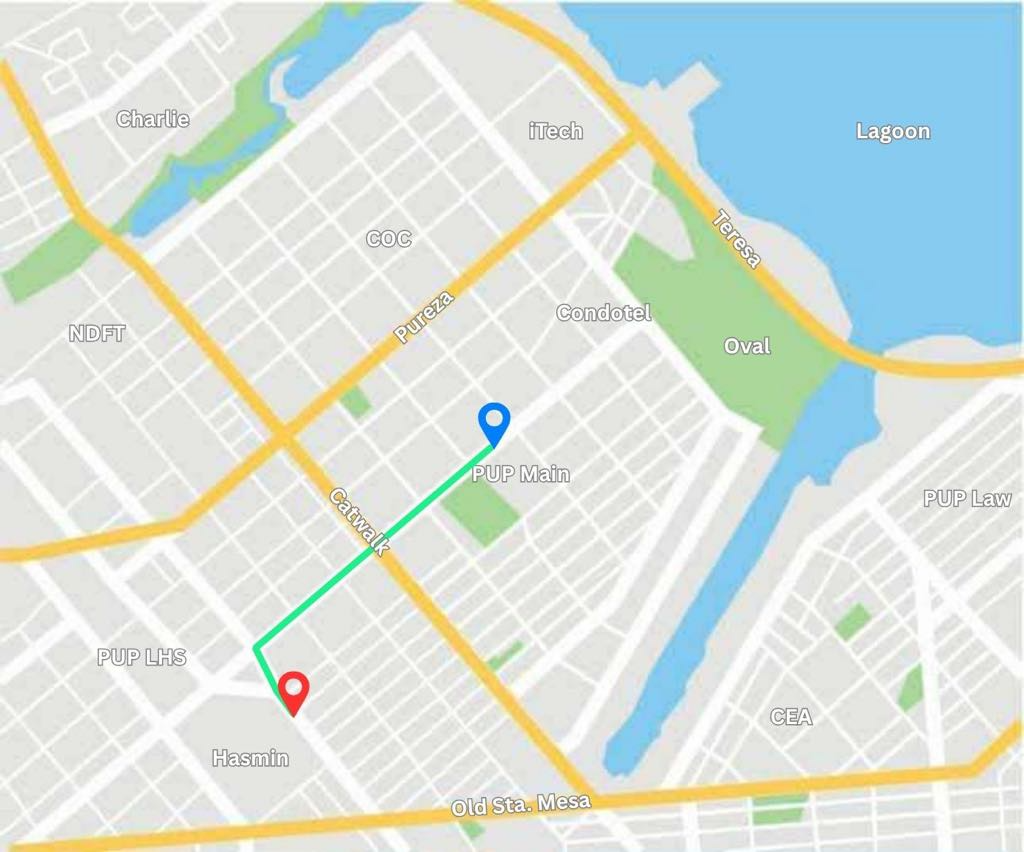 Charlie
iTech
Lagoon
COC
Teresa
Pureza
Condotel
NDFT
Oval
PUP Main
PUP Law
Catwalk
PUP LHS
CEA
Hasmin
Old Sta. Mesa